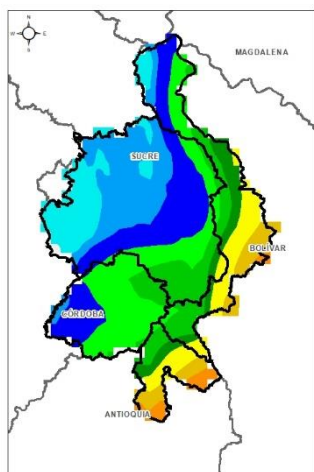 N
W E
S
MAGDALENA
SUCRE
BOLIVAR
CÓRDOBA
ANTIOQUIA